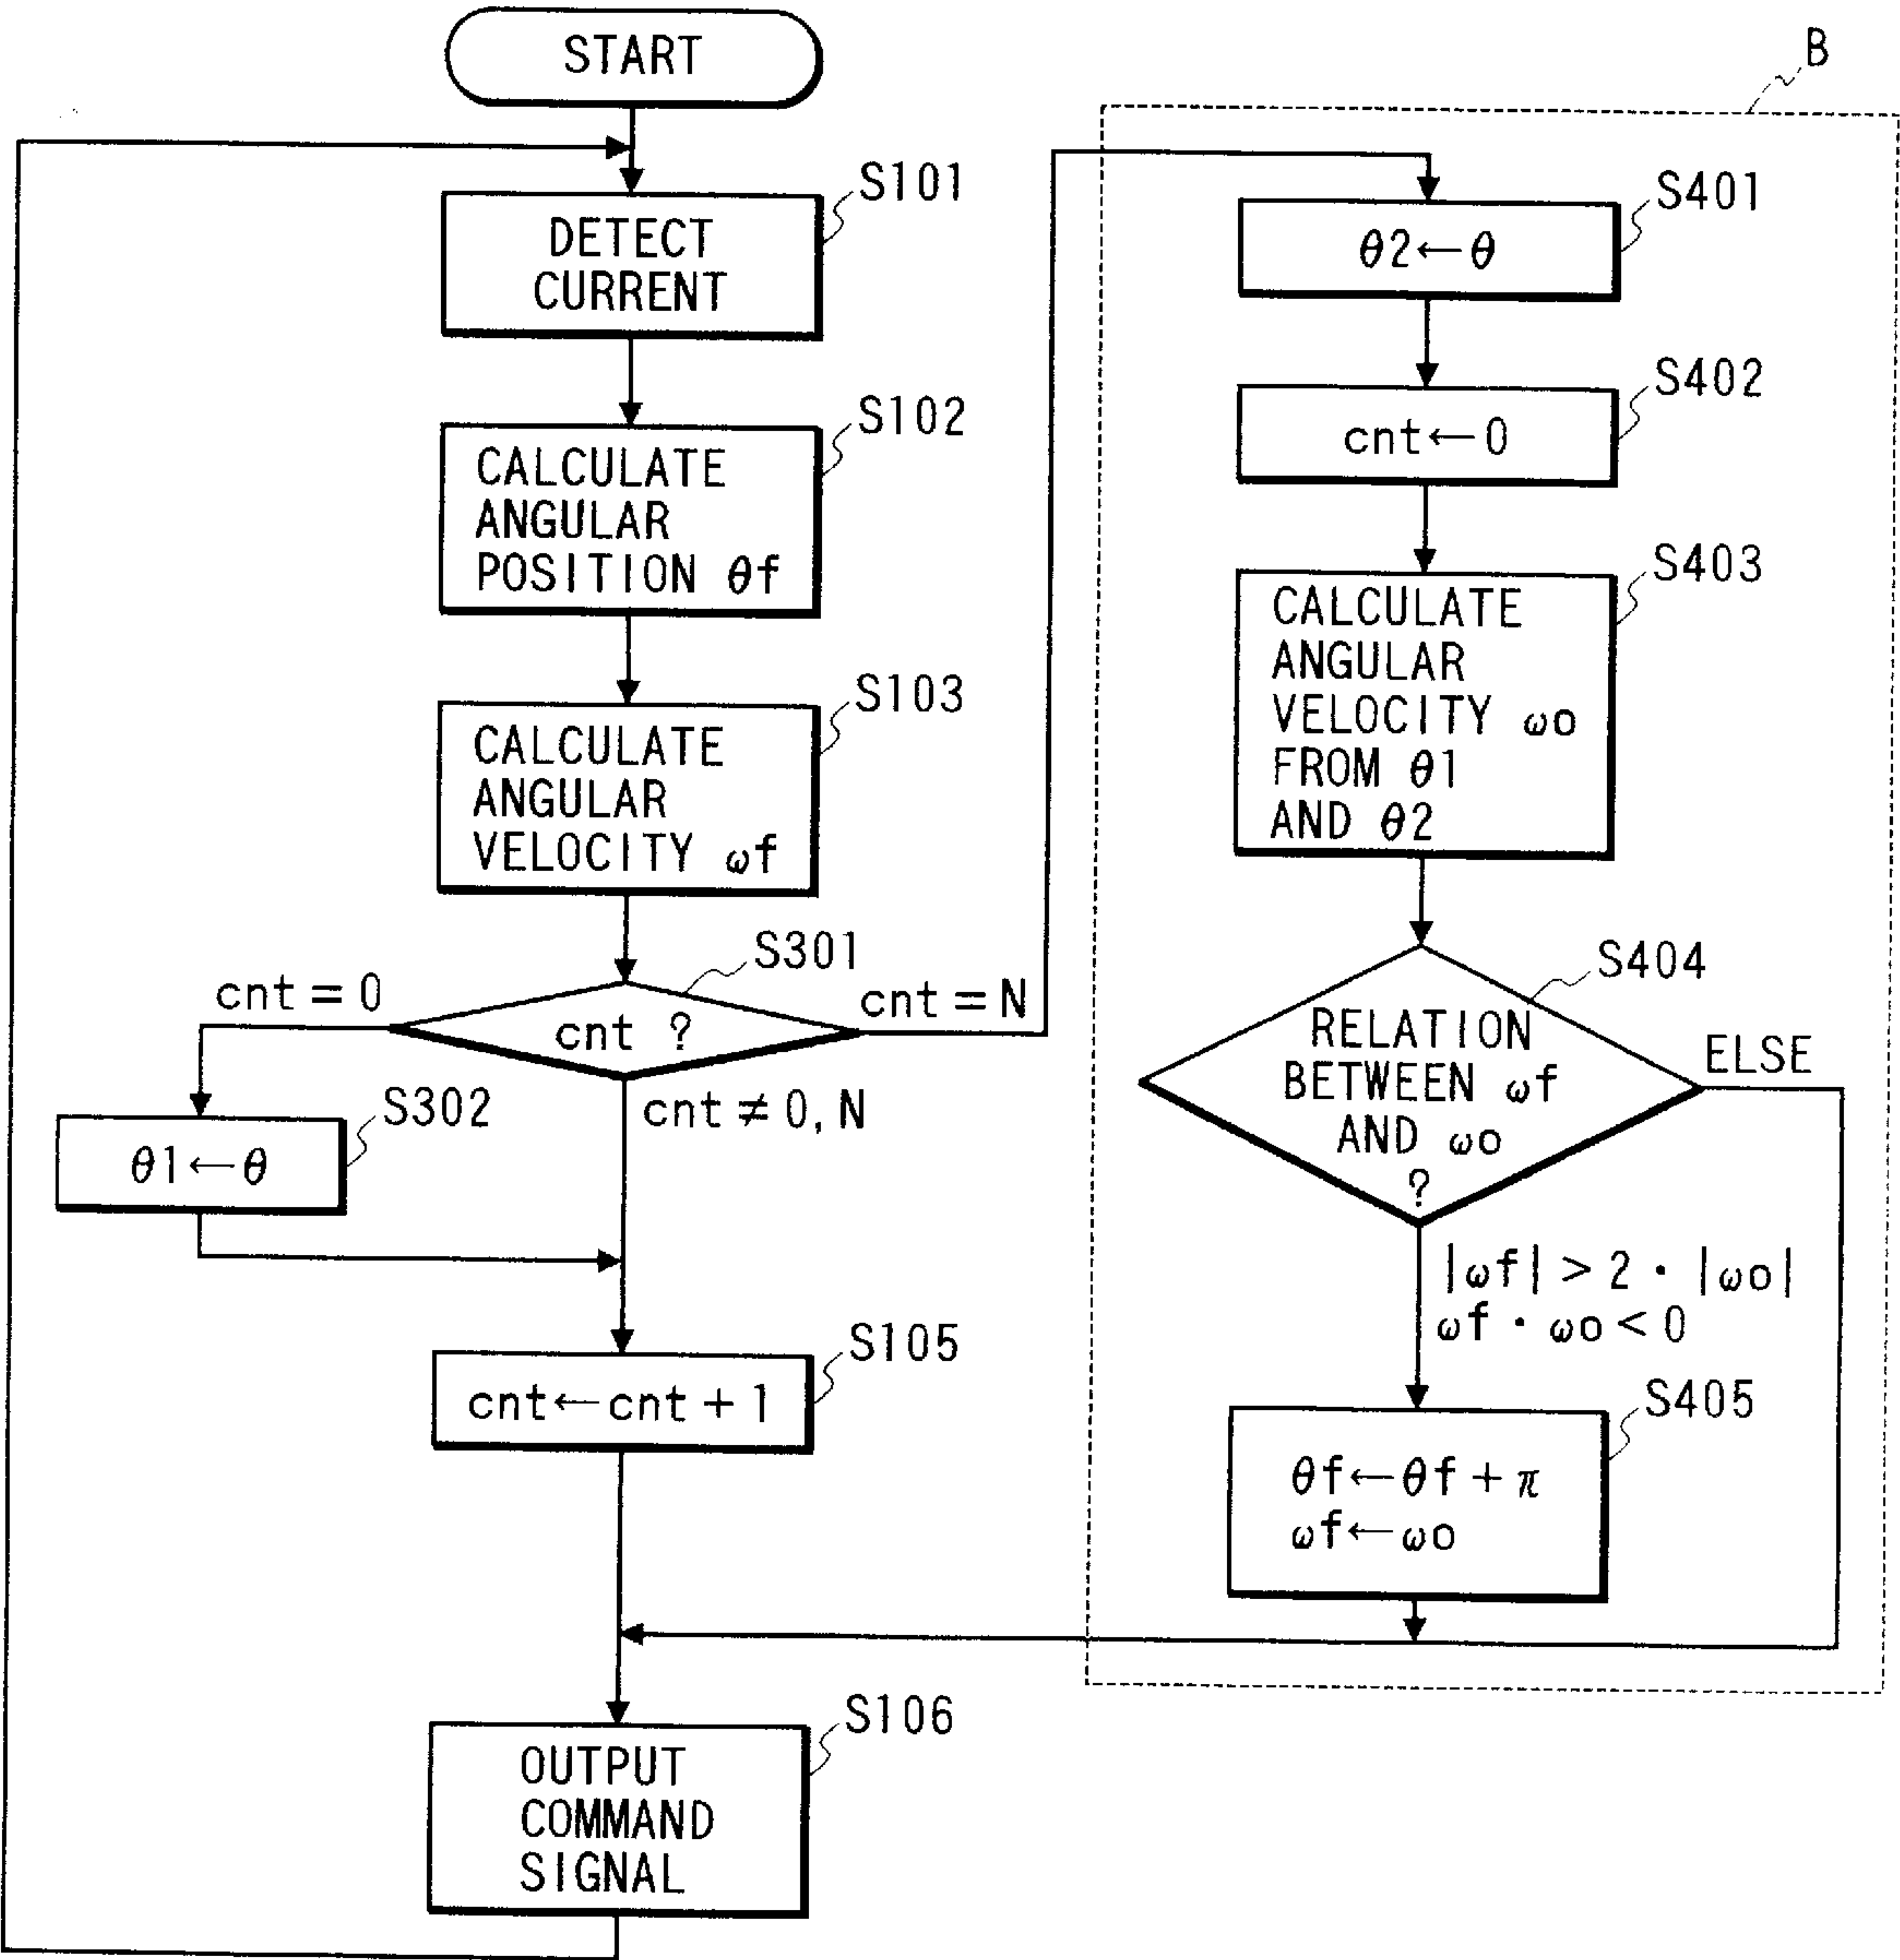 START
B
S101
DETECT
CURRENT
S102
CALCULATE
ANGULAR
POSITION θf
S103
CALCULATE
ANGULAR
VELOCITY ωf
S301
cnt = 0
cnt ?
cnt = N
cnt ≠ 0, N
S302
θ1←θ
S105
cnt←cnt + 1
S106
OUTPUT
COMMAND
SIGNAL
S401
θ2←θ
S402
cnt←0
S403
CALCULATE
ANGULAR
VELOCITY ωo
FROM θ1
AND θ2
S404
RELATION
BETWEEN ωf
AND ωo
?
ELSE
|ωf| > 2 · |ωo|
ωf · ωo < 0
S405
θf←θf + π
ωf←ωo